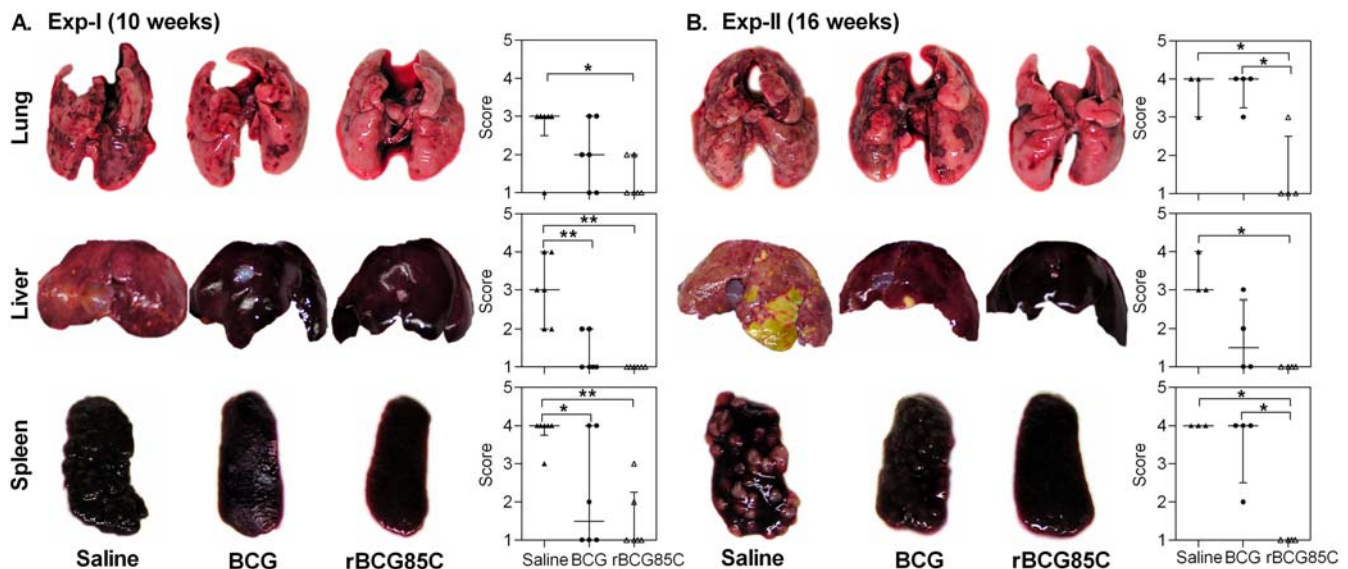 A. Exp-I (10 weeks)
B. Exp-II (16 weeks)
Lung
Score
5
4
3
2
1
*
Score
5
4
3
2
1
*
*
Liver
Score
5
4
3
2
1
**
**
Score
5
4
3
2
1
*
Spleen
Score
5
4
3
2
1
**
*
Score
5
4
3
2
1
*
*
Saline BCG rBCG85C
Saline BCG rBCG85C
Saline BCG rBCG85C
Saline BCG rBCG85C